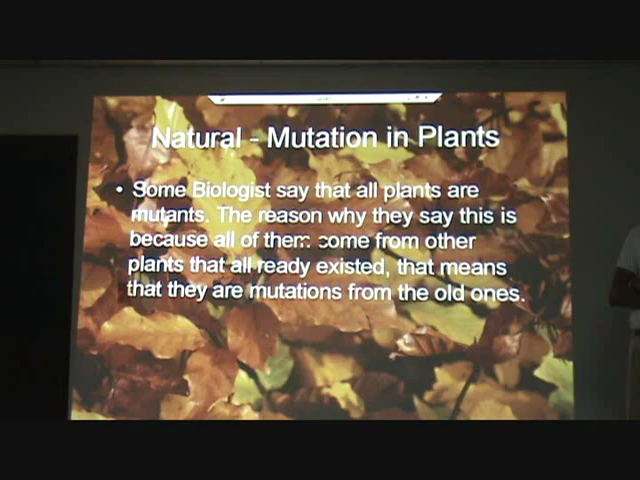 Natural - Mutation in Plants
• Some Biologist say that all plants are
mutants. The reason why they say this is
because all of them come from other
plants that all ready existed, that means
that they are mutations from the old ones.